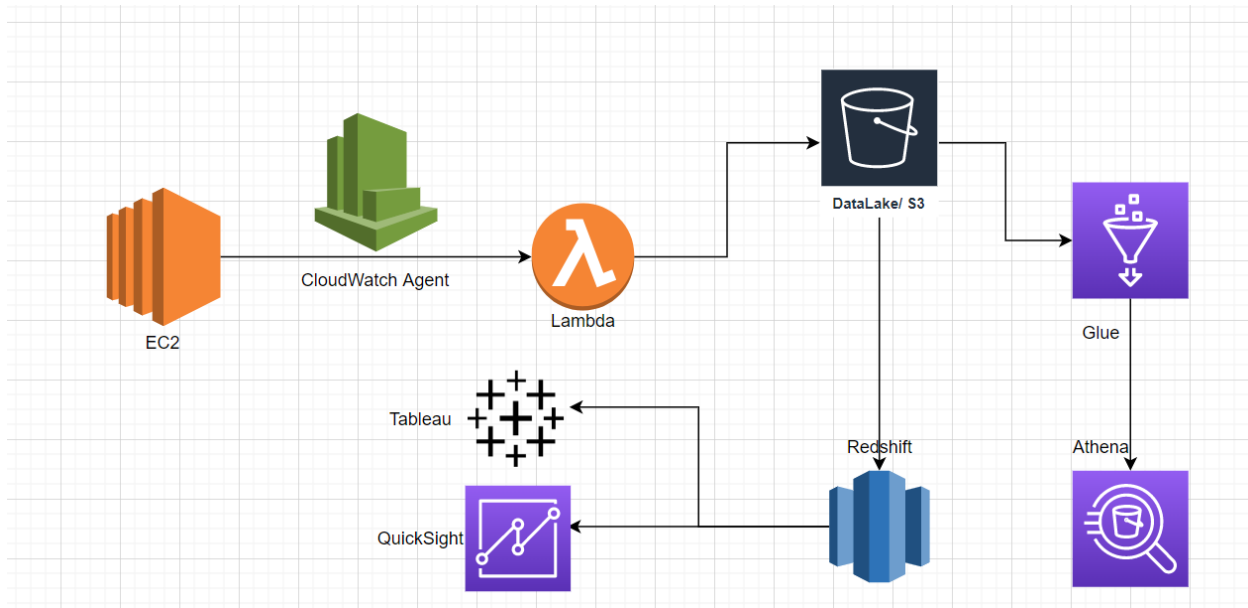 DataLake/ S3
CloudWatch Agent
Lambda
EC2
Glue
Tableau
Redshift
Athena
QuickSight